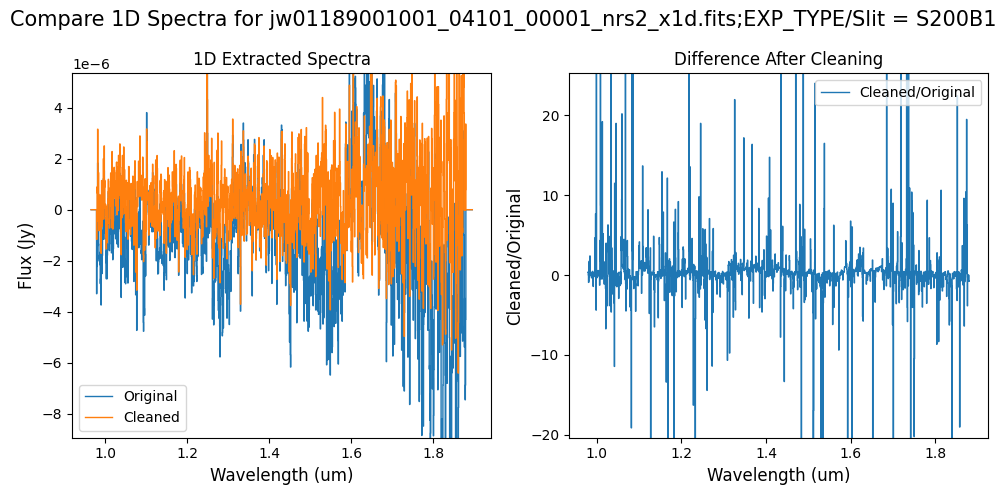 Compare 1D Spectra for jw01189001001_04101_00001_nrs2_x1d.fits;EXP_TYPE/Slit = S200B1
1D Extracted Spectra
1e−6
Flux (Jy)
4
2
0
−2
−4
−6
−8
Original
Cleaned
1.0 1.2 1.4 1.6 1.8
Wavelength (um)
Difference After Cleaning
Cleaned/Original
Cleaned/Original
20
10
0
−10
−20
1.0 1.2 1.4 1.6 1.8
Wavelength (um)